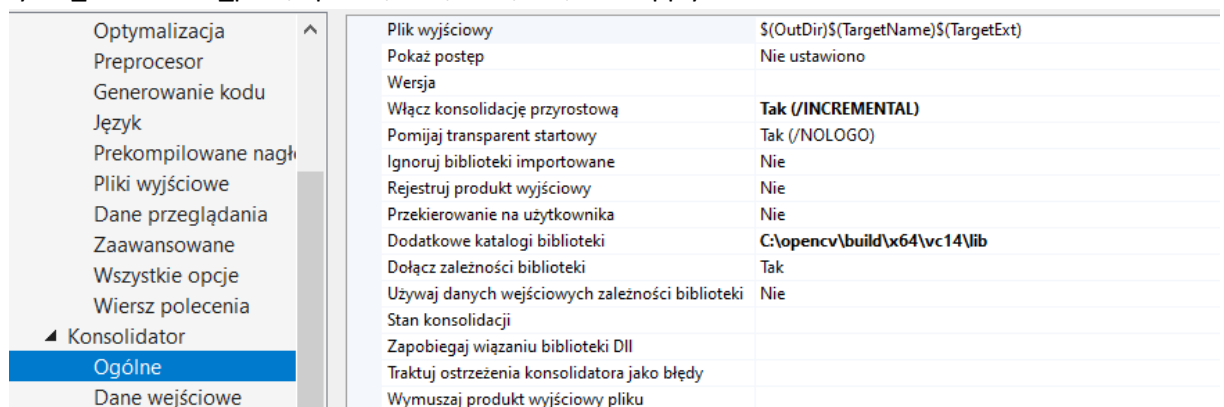 Optymalizacja
Preprocesor
Generowanie kodu
Język
Prekompilowane nagłó
Pliki wyjściowe
Dane przeglądania
Zaawansowane
Wszystkie opcje
Wiersz polecenia
Konsolidator
Ogólne
Dane wejściowe
Plik wyjściowy $(OutDir)$(TargetName)$(TargetExt)
Pokaż postęp Nie ustawiono
Wersja
Włącz konsolidację przyrostową Tak (/INCREMENTAL)
Pomijaj transparent startowy Tak (/NOLOGO)
Ignoruj biblioteki importowane Nie
Rejestruj produkt wyjściowy Nie
Przekierowanie na użytkownika Nie
Dodatkowe katalogi biblioteki C:\opencv\build\x64\vc14\lib
Dołącz zależności biblioteki Tak
Używaj danych wejściowych zależności biblioteki Nie
Stan konsolidacji
Zapobiegaj wiązaniu biblioteki Dll
Traktuj ostrzeżenia konsolidatora jako błędy
Wymuszaj produkt wyjściowy pliku